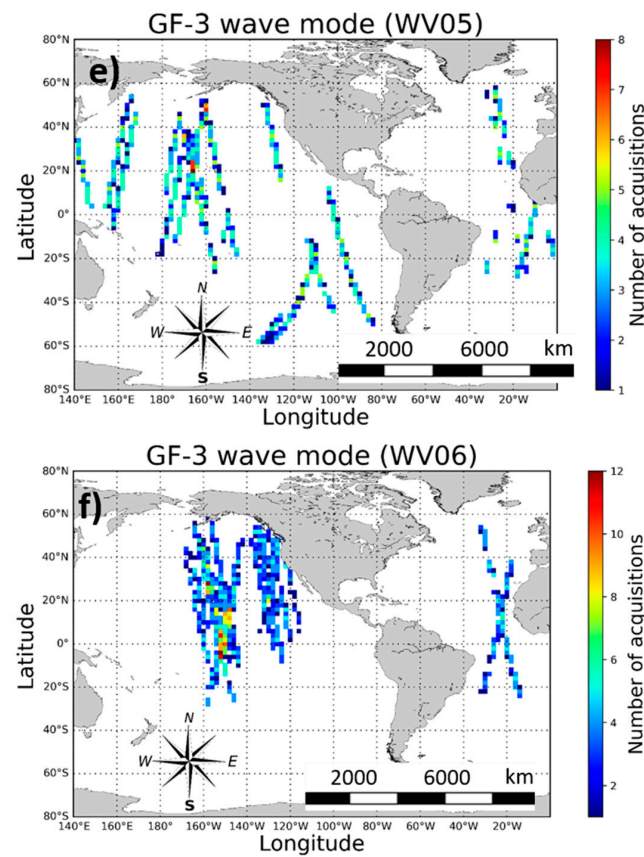 GF-3 wave mode (WV05)
e)
80°N
60°N
40°N
20°N
0°
20°S
40°S
60°S
80°S
Latitude
N
W E
S
2000 6000 km
140°E 160°E 180° 160°W 140°W 120°W 100°W 80°W 60°W 40°W 20°W
Longitude
8
7
6
5
4
3
2
1
Number of acquisitions
GF-3 wave mode (WV06)
f)
80°N
60°N
40°N
20°N
0°
20°S
40°S
60°S
80°S
Latitude
N
W E
S
2000 6000 km
140°E 160°E 180° 160°W 140°W 120°W 100°W 80°W 60°W 40°W 20°W
Longitude
12
10
8
6
4
2
Number of acquisitions